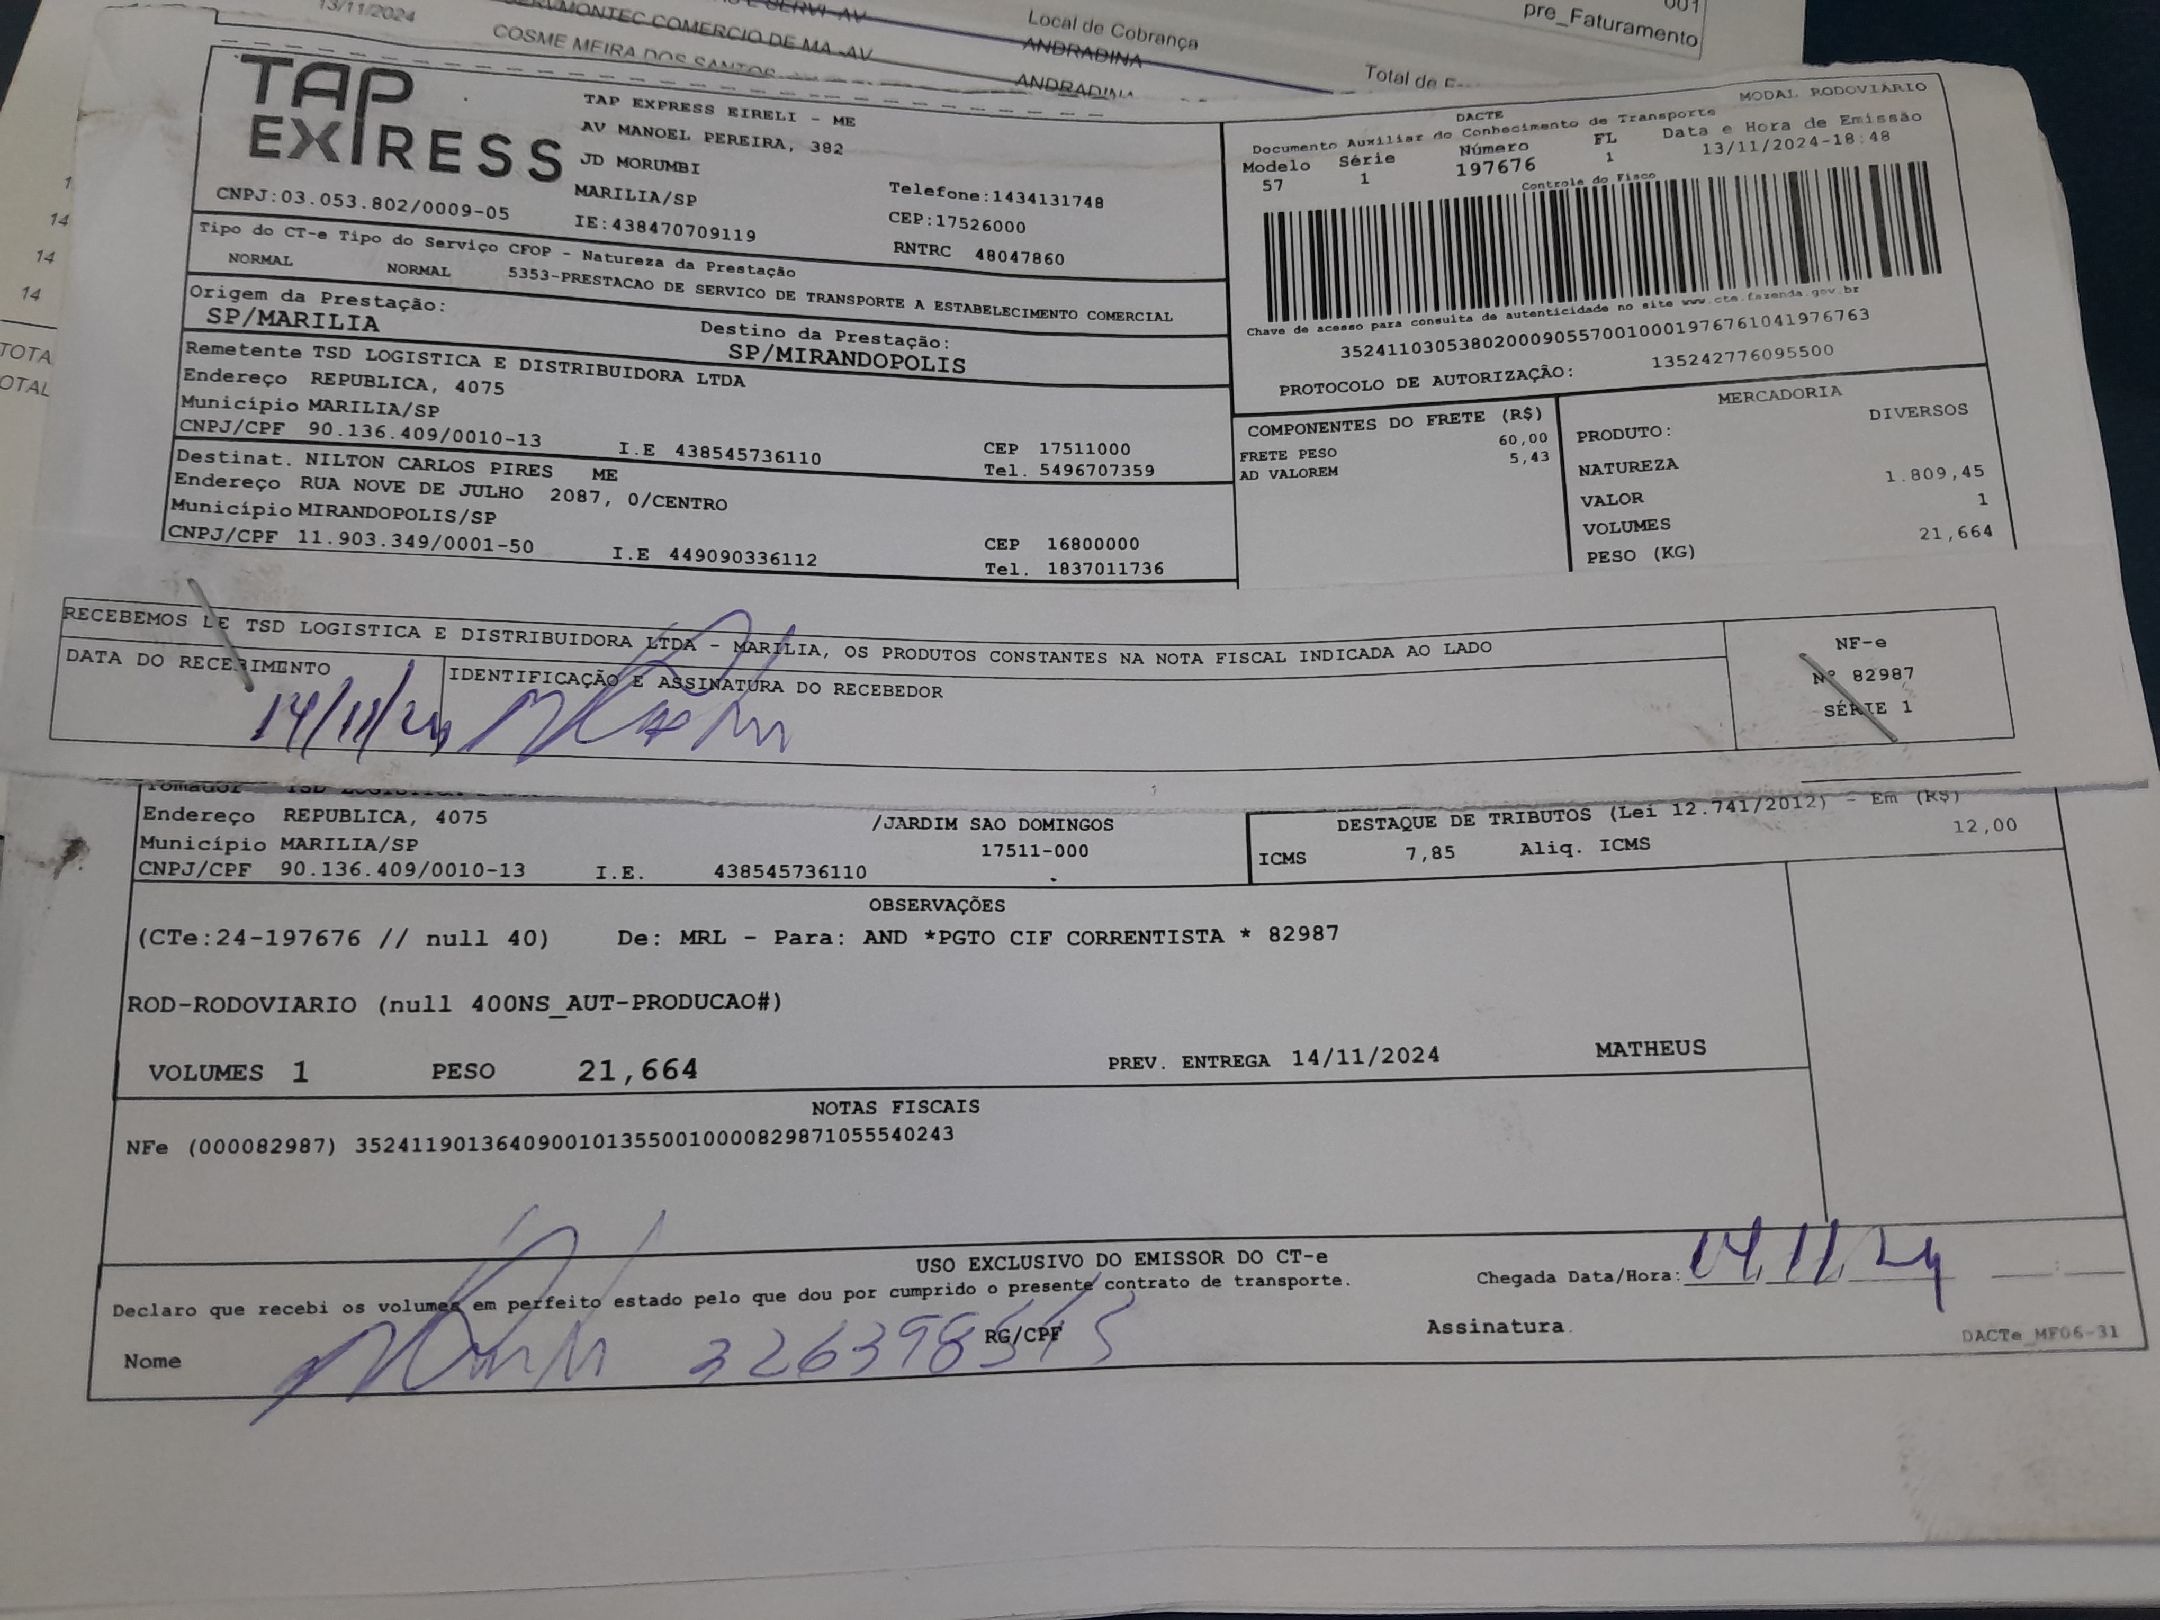 13/11/2024
SERVMONTEC COMERCIO DE MA-AV
COSME MEIRA DOS SANTOS
Local de Cobrança
ANDRADINA
ANDRADINA
Total de
001
pre_Faturamento
14
14
14
TOTA
OTAL
TAP EXPRESS
TAP EXPRESS EIRELI - ME
AV MANOEL PEREIRA, 382
JD MORUMBI
MARILIA/SP
Telefone:1434131748
CNPJ:03.053.802/0009-05
IE:438470709119
CEP:17526000
RNTRC 48047860
Tipo do CT-e Tipo do Serviço CFOP - Natureza da Prestação
NORMAL NORMAL 5353-PRESTACAO DE SERVICO DE TRANSPORTE A ESTABELECIMENTO COMERCIAL
Origem da Prestação:
SP/MARILIA
Destino da Prestação:
SP/MIRANDOPOLIS
Remetente TSD LOGISTICA E DISTRIBUIDORA LTDA
Endereço REPUBLICA, 4075
Município MARILIA/SP
CNPJ/CPF 90.136.409/0010-13 I.E 438545736110
CEP 17511000
Tel. 5496707359
Destinat. NILTON CARLOS PIRES ME
Endereço RUA NOVE DE JULHO 2087, 0/CENTRO
Município MIRANDOPOLIS/SP
CNPJ/CPF 11.903.349/0001-50 I.E 449090336112
CEP 16800000
Tel. 1837011736
DACTE
MODAL RODOVIÁRIO
Documento Auxiliar do Conhecimento de Transporte
Modelo Série Número FL Data e Hora de Emissão
57 1 197676 1 13/11/2024-18:48
Controle do Fisco
Chave de acesso para consulta de autenticidade no site www.cte.fazenda.gov.br
35241103053802000905570010001976761041976763
PROTOCOLO DE AUTORIZAÇÃO: 135242776095500
COMPONENTES DO FRETE (R$)
FRETE PESO 60,00
AD VALOREM 5,43
MERCADORIA
PRODUTO: DIVERSOS
NATUREZA
VALOR 1.809,45
VOLUMES 1
PESO (KG) 21,664
RECEBEMOS DE TSD LOGISTICA E DISTRIBUIDORA LTDA - MARILIA, OS PRODUTOS CONSTANTES NA NOTA FISCAL INDICADA AO LADO
DATA DO RECEBIMENTO
14/11/24
IDENTIFICAÇÃO E ASSINATURA DO RECEBEDOR
NF-e
Nº 82987
SÉRIE 1
Tomador TSD
Endereço REPUBLICA, 4075 /JARDIM SAO DOMINGOS
Município MARILIA/SP 17511-000
CNPJ/CPF 90.136.409/0010-13 I.E. 438545736110
DESTAQUE DE TRIBUTOS (Lei 12.741/2012) - Em (R$)
ICMS 7,85 Aliq. ICMS 12,00
OBSERVAÇÕES
(CTe:24-197676 // null 40) De: MRL - Para: AND *PGTO CIF CORRENTISTA * 82987
ROD-RODOVIARIO (null 400NS_AUT-PRODUCAO#)
VOLUMES 1 PESO 21,664 PREV. ENTREGA 14/11/2024 MATHEUS
NOTAS FISCAIS
NFe (000082987) 35241190136409001013550010000829871055540243
USO EXCLUSIVO DO EMISSOR DO CT-e
Declaro que recebi os volumes em perfeito estado pelo que dou por cumprido o presente contrato de transporte.
Chegada Data/Hora: 14/11/24
Nome
RG/CPF
Assinatura
DACTe_MF06-31